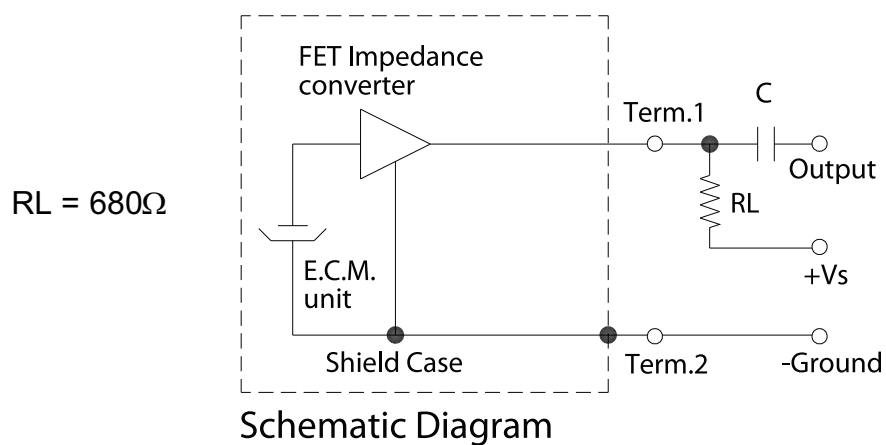 FET Impedance
converter
Term.1
C
Output
RL = 680Ω
RL
+Vs
E.C.M.
unit
Shield Case
Term.2
-Ground
Schematic Diagram